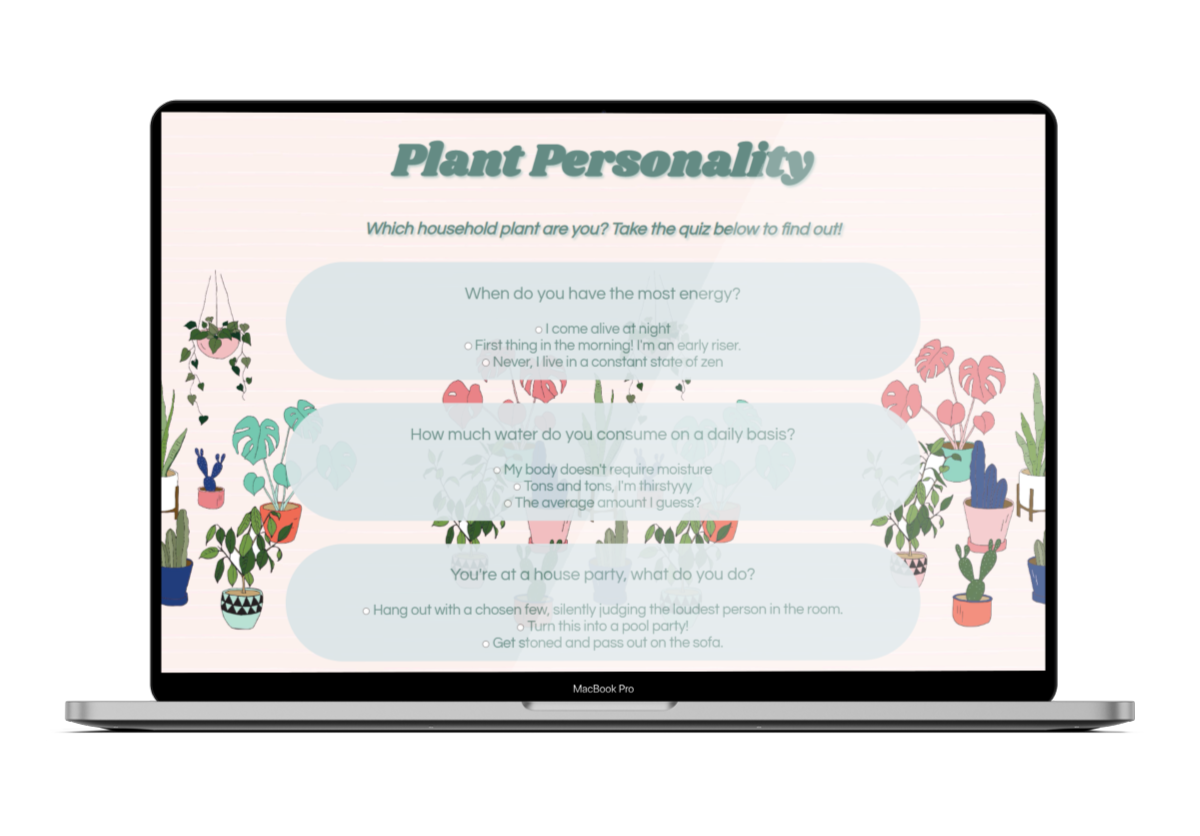 Plant Personality
Which household plant are you? Take the quiz below to find out!
When do you have the most energy?
I come alive at night
First thing in the morning! I'm an early riser.
Never, I live in a constant state of zen
How much water do you consume on a daily basis?
My body doesn't require moisture
Tons and tons, I'm thirstyyy
The average amount I guess?
You're at a house party, what do you do?
Hang out with a chosen few, silently judging the loudest person in the room.
Turn this into a pool party!
Get stoned and pass out on the sofa.
MacBook Pro